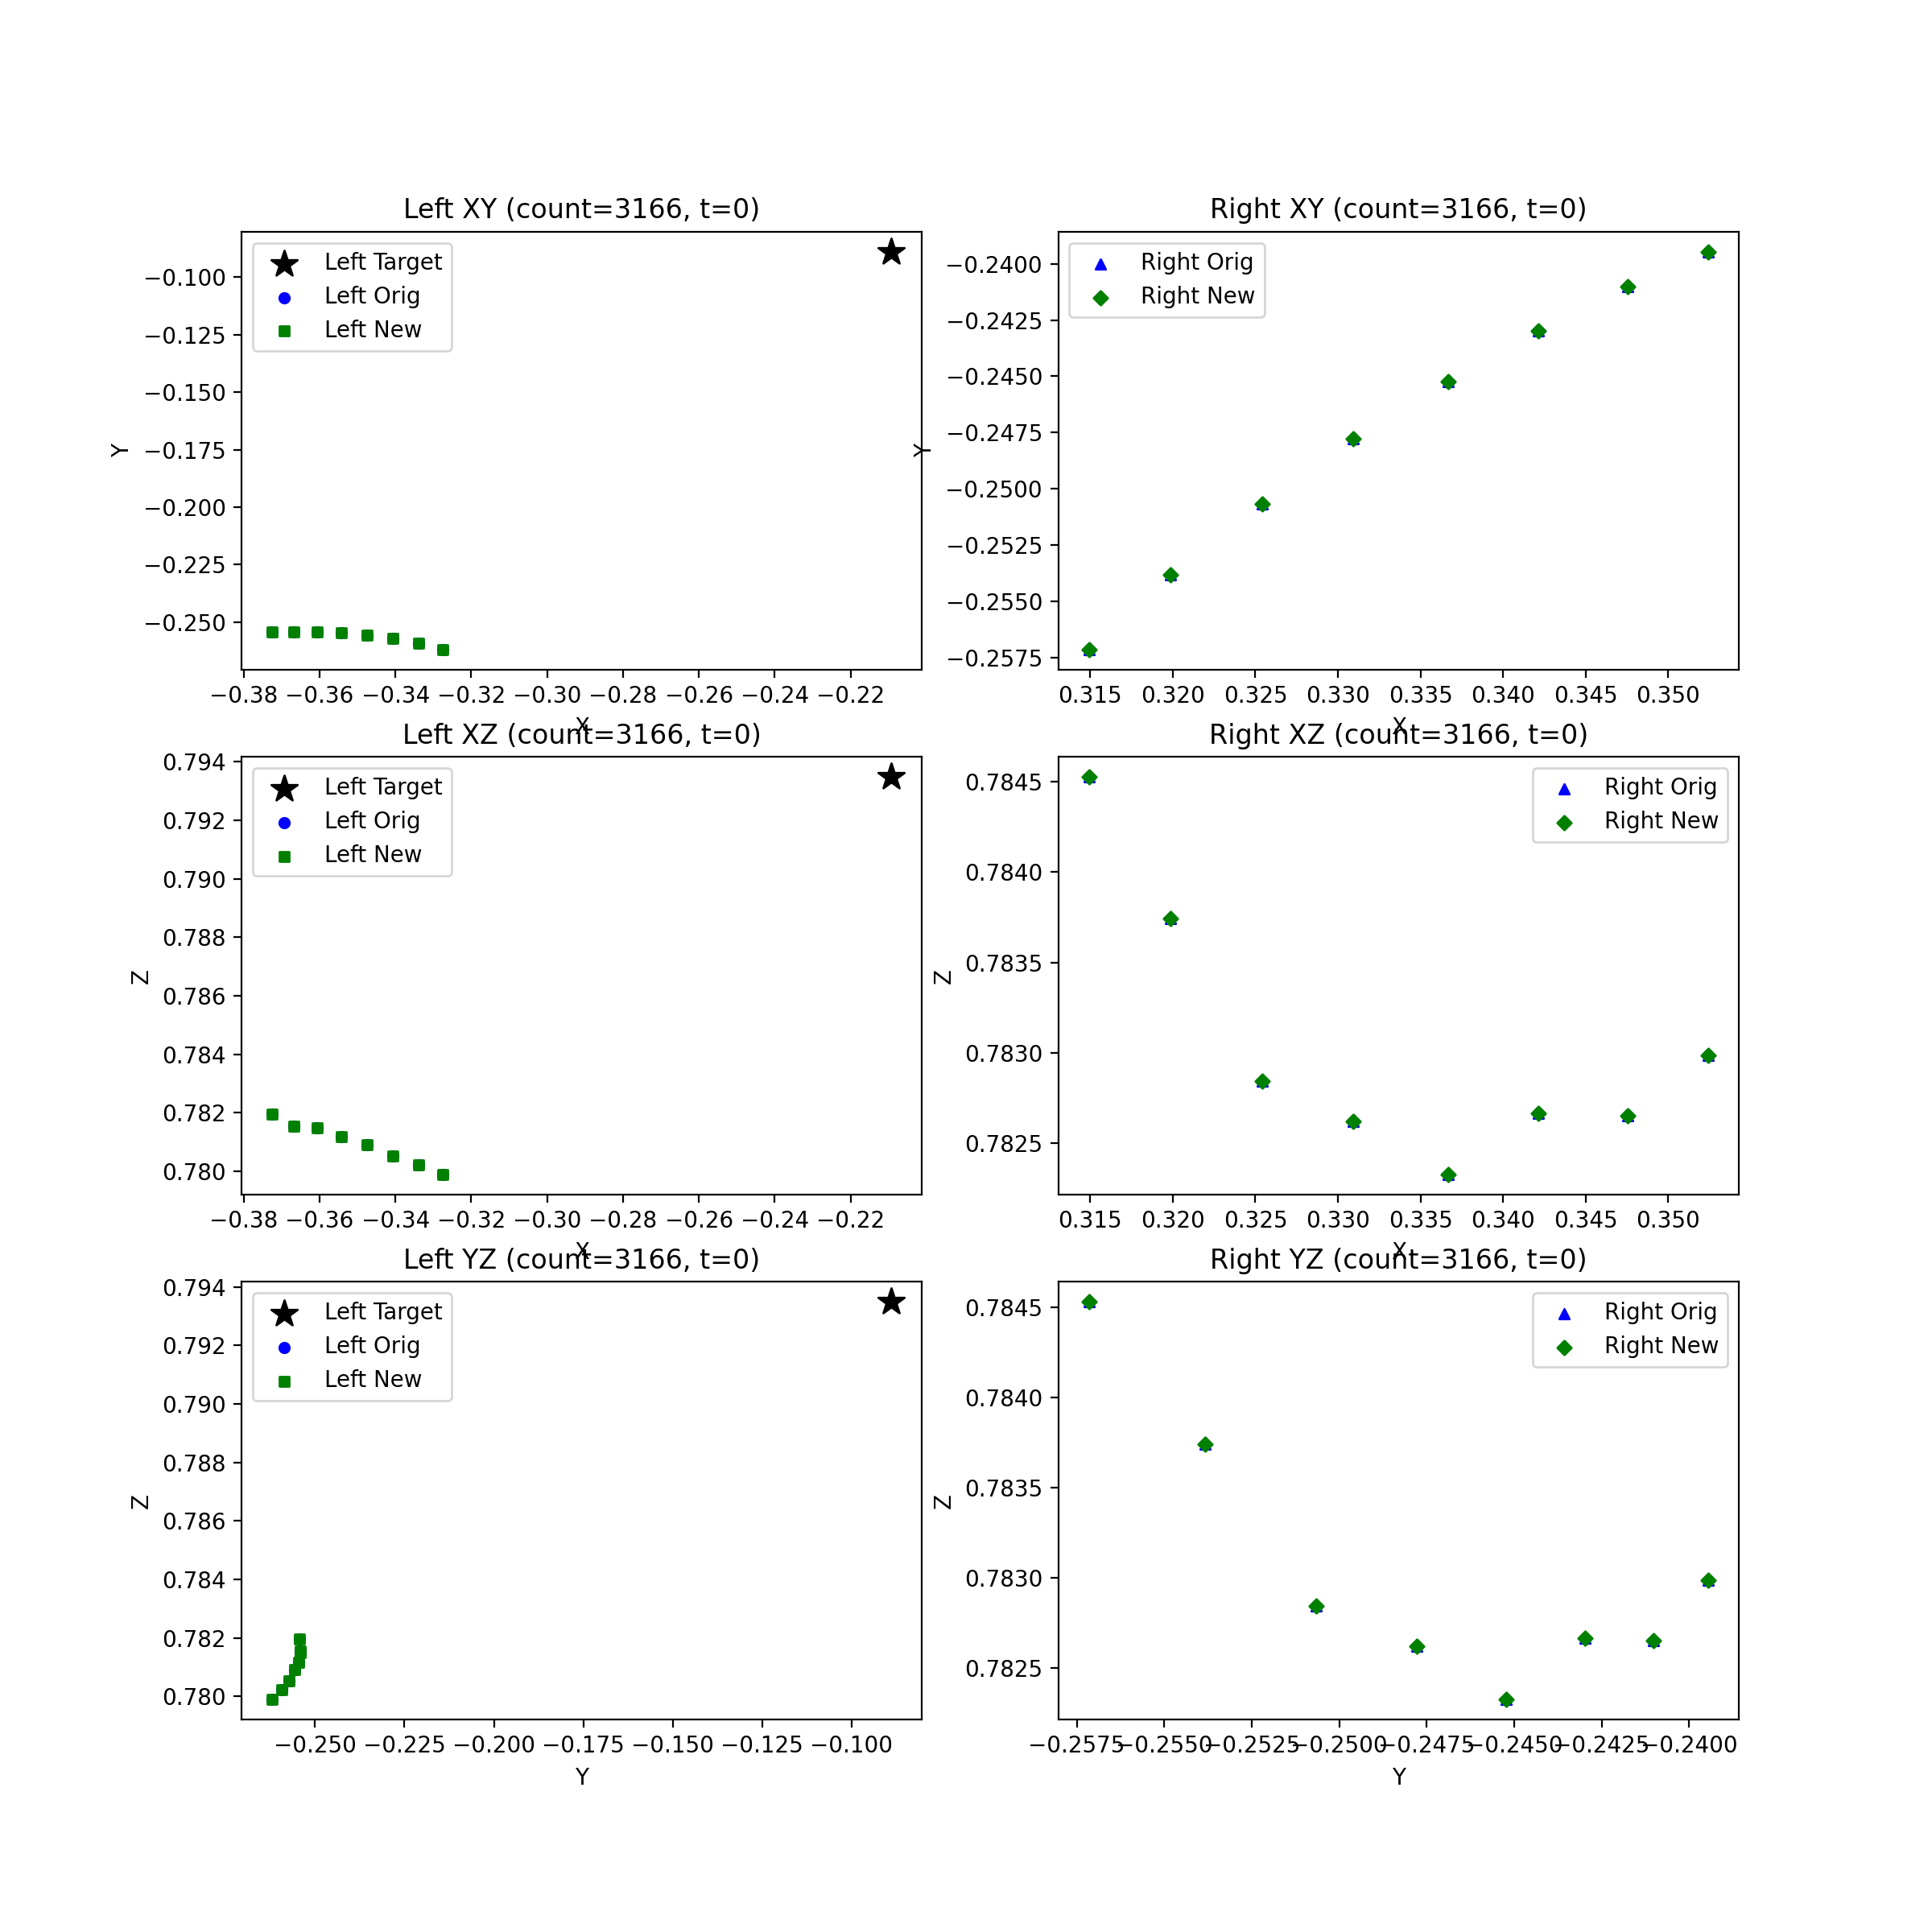 Left XY (count=3166, t=0)
Left Target
Left Orig
Left New
−0.100
−0.125
−0.150
−0.175
−0.200
−0.225
−0.250
Y
−0.38 −0.36 −0.34 −0.32 −0.30 −0.28 −0.26 −0.24 −0.22
X
Right XY (count=3166, t=0)
Right Orig
Right New
−0.2400
−0.2425
−0.2450
−0.2475
−0.2500
−0.2525
−0.2550
−0.2575
Y
0.315 0.320 0.325 0.330 0.335 0.340 0.345 0.350
X
Left XZ (count=3166, t=0)
Left Target
Left Orig
Left New
0.794
0.792
0.790
0.788
0.786
0.784
0.782
0.780
Z
−0.38 −0.36 −0.34 −0.32 −0.30 −0.28 −0.26 −0.24 −0.22
X
Right XZ (count=3166, t=0)
Right Orig
Right New
0.7845
0.7840
0.7835
0.7830
0.7825
Z
0.315 0.320 0.325 0.330 0.335 0.340 0.345 0.350
X
Left YZ (count=3166, t=0)
Left Target
Left Orig
Left New
0.794
0.792
0.790
0.788
0.786
0.784
0.782
0.780
Z
−0.250 −0.225 −0.200 −0.175 −0.150 −0.125 −0.100
Y
Right YZ (count=3166, t=0)
Right Orig
Right New
0.7845
0.7840
0.7835
0.7830
0.7825
Z
−0.2575 −0.2550 −0.2525 −0.2500 −0.2475 −0.2450 −0.2425 −0.2400
Y